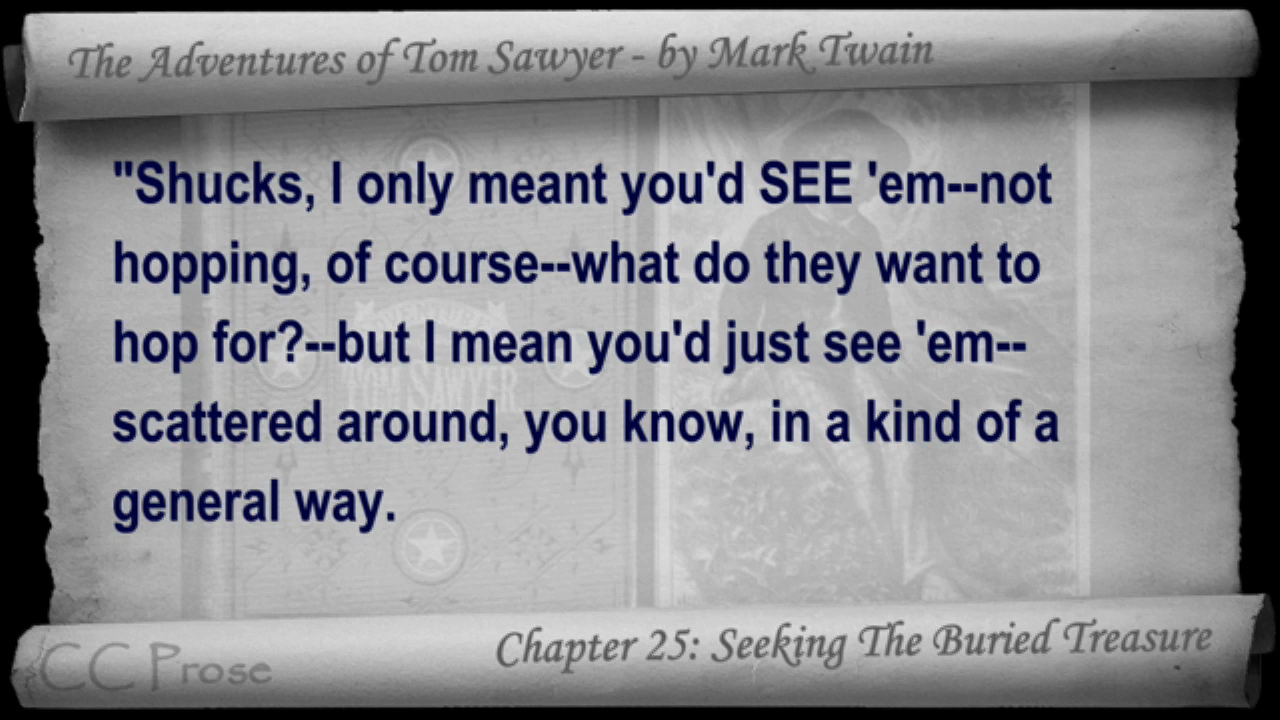 The Adventures of Tom Sawyer - by Mark Twain
"Shucks, I only meant you'd SEE 'em--not
hopping, of course--what do they want to
hop for?--but I mean you'd just see 'em--
scattered around, you know, in a kind of a
general way.
TOM SAWYER
Chapter 25: Seeking The Buried Treasure
CC Prose